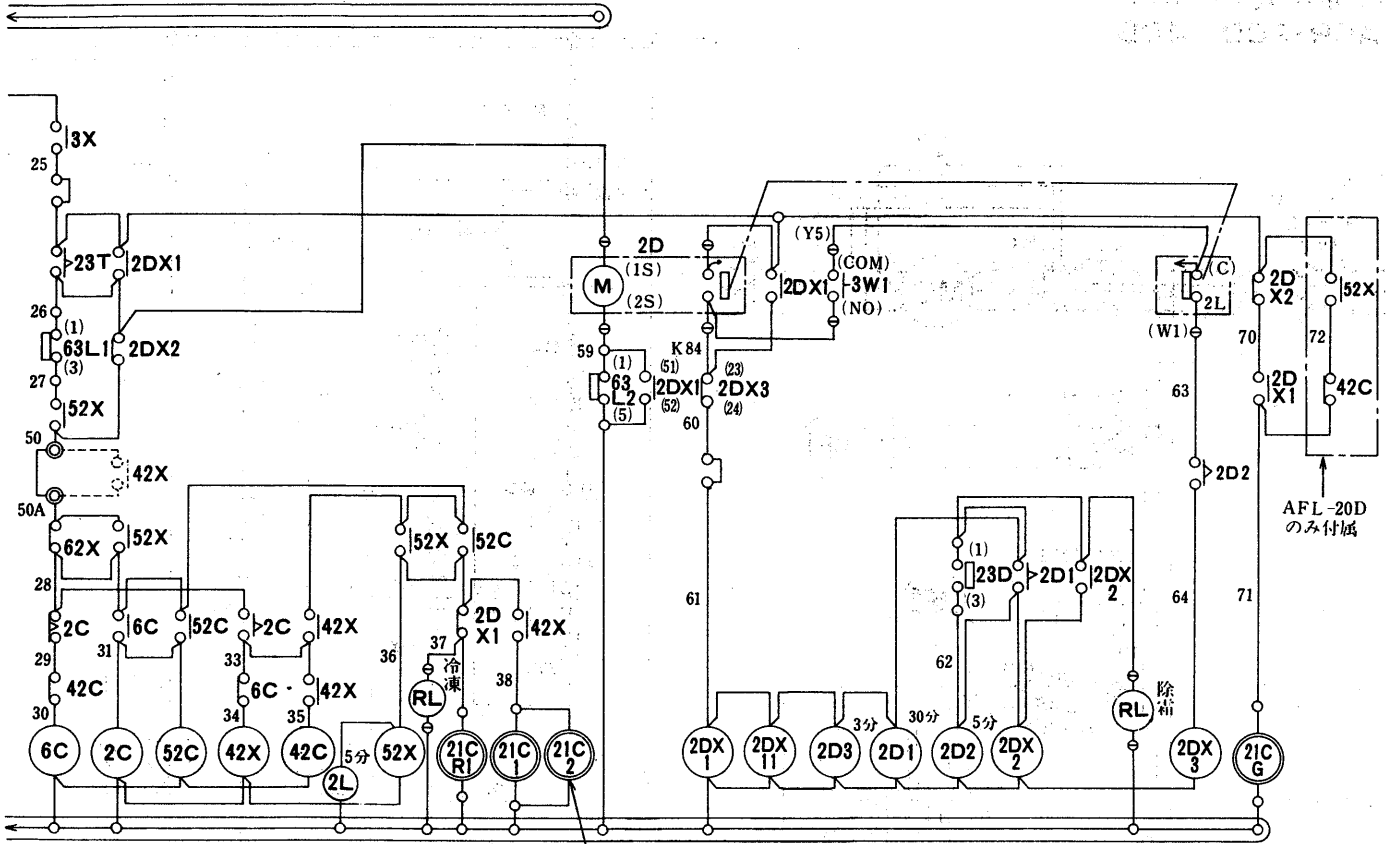 3X
25
23T
2DX1
26
(1)
63L1
(3)
2DX2
27
52X
50
42X
50A
62X
52X
28
2C
6C
52C
2C
42X
29
31
33
42C
6C
42X
30
34
35
36
52X
52C
2D
X1
42X
37
冷凍
38
RL
6C
2C
52C
42X
42C
2L
5分
52X
21C
R1
21C
1
21C
2
2D
M
(1S)
(2S)
59
(1)
63
L2
(5)
(51)
2DX1
(52)
K84
(23)
2DX3
(24)
60
2DX1
(Y5)
(COM)
3W1
(NO)
61
(1)
23D
(3)
2D1
2DX
2
62
3分
30分
5分
2DX
1
2DX
11
2D3
2D1
2D2
2DX
2
RL
除霜
(C)
2L
(W1)
63
2D2
64
2DX
3
2D
X2
70
2D
X1
71
21C
G
52X
72
42C
AFL-20D
のみ付属